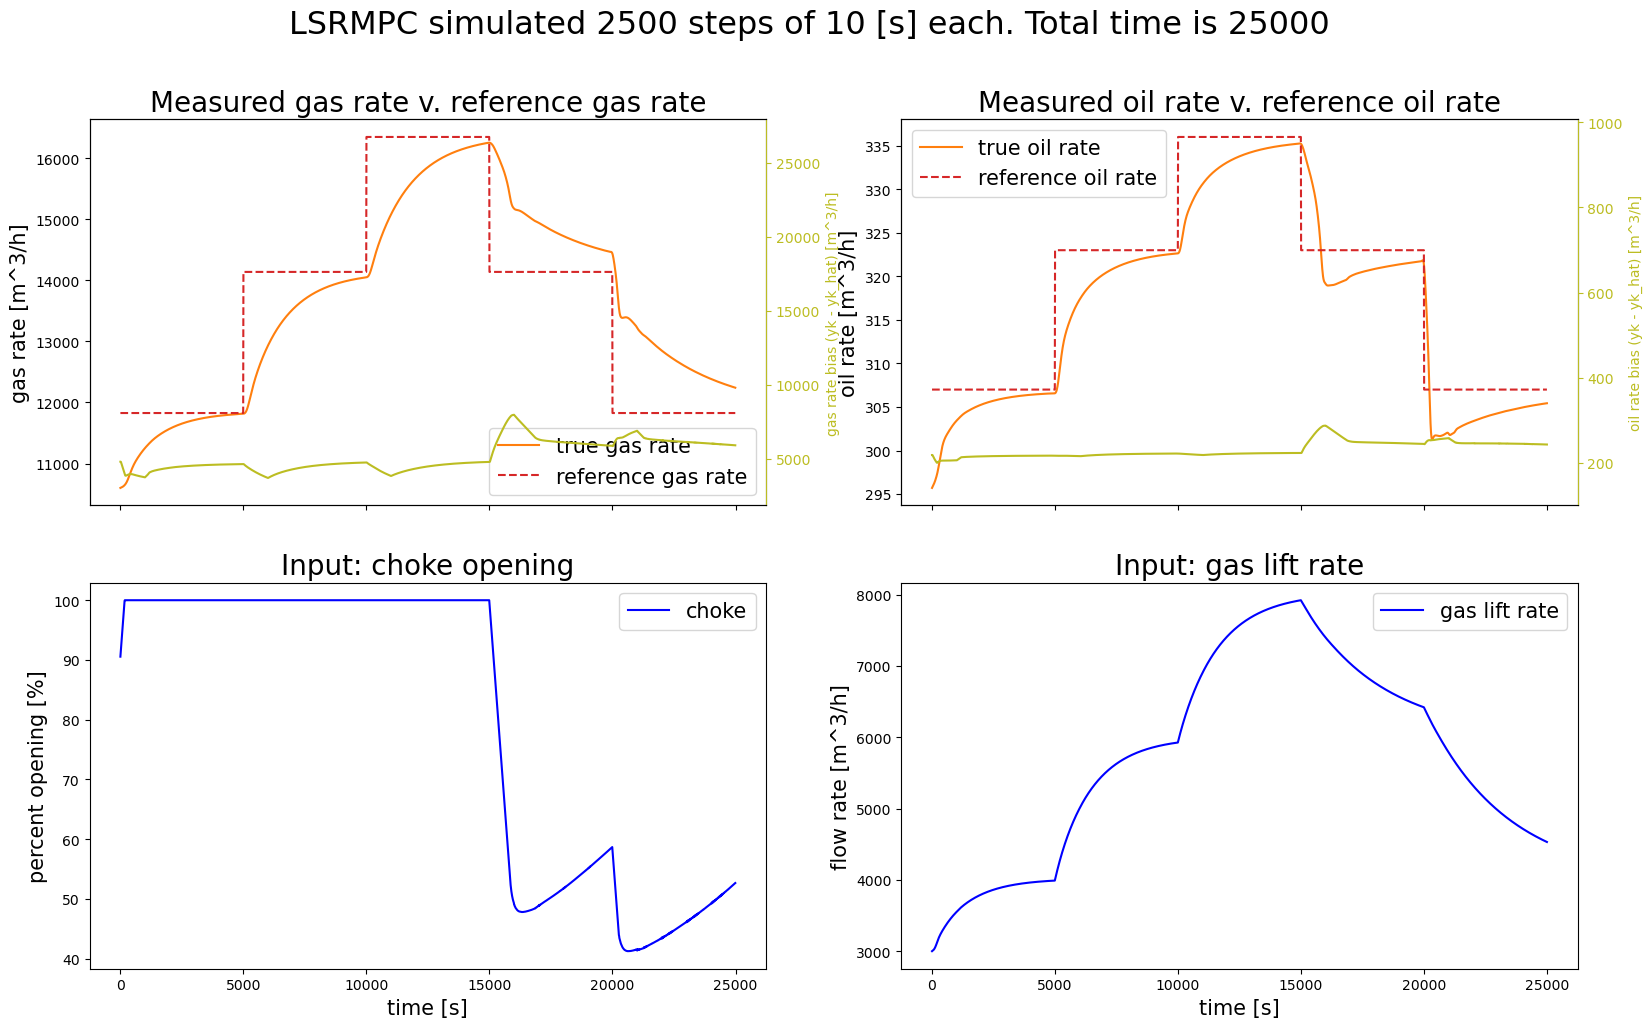 LSRMPC simulated 2500 steps of 10 [s] each. Total time is 25000
Measured gas rate v. reference gas rate
gas rate [m^3/h]
16000
15000
14000
13000
12000
11000
true gas rate
reference gas rate
25000
20000
15000
10000
5000
gas rate bias (yk - yk_hat) [m^3/h]
Measured oil rate v. reference oil rate
oil rate [m^3/h]
335
330
325
320
315
310
305
300
295
true oil rate
reference oil rate
1000
800
600
400
200
oil rate bias (yk - yk_hat) [m^3/h]
Input: choke opening
percent opening [%]
100
90
80
70
60
50
40
choke
0 5000 10000 15000 20000 25000
time [s]
Input: gas lift rate
flow rate [m^3/h]
8000
7000
6000
5000
4000
3000
gas lift rate
0 5000 10000 15000 20000 25000
time [s]